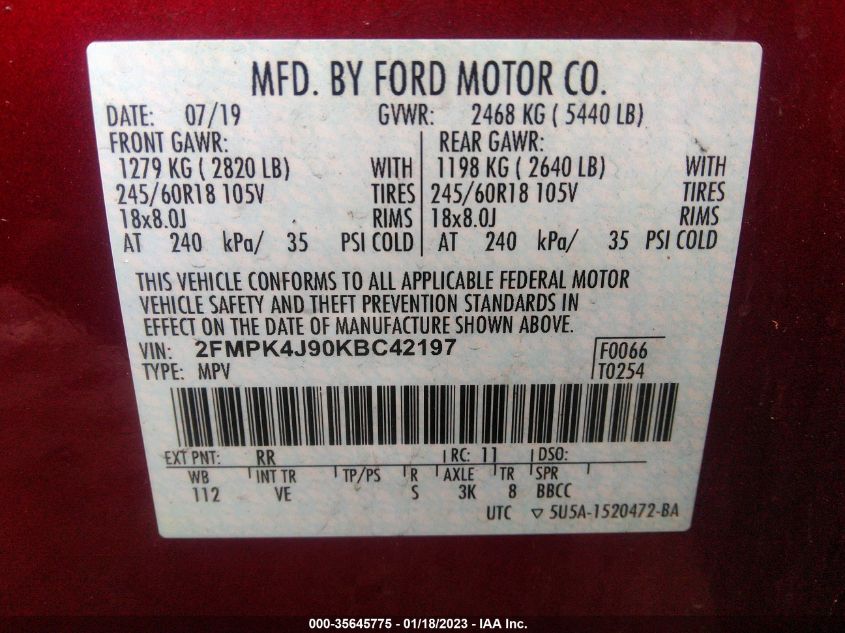 MFD. BY FORD MOTOR CO.
DATE: 07/19 GVWR: 2468 KG ( 5440 LB)
FRONT GAWR: REAR GAWR:
1279 KG ( 2820 LB) WITH 1198 KG ( 2640 LB) WITH
245/60R18 105V TIRES 245/60R18 105V TIRES
18x8.0J RIMS 18x8.0J RIMS
AT 240 kPa/ 35 PSI COLD AT 240 kPa/ 35 PSI COLD
THIS VEHICLE CONFORMS TO ALL APPLICABLE FEDERAL MOTOR
VEHICLE SAFETY AND THEFT PREVENTION STANDARDS IN
EFFECT ON THE DATE OF MANUFACTURE SHOWN ABOVE.
VIN: 2FMPK4J90KBC42197 F0066
TYPE: MPV T0254
EXT PNT: RR RC: 11 DSO:
WB INT TR TP/PS R AXLE TR SPR
112 VE S 3K 8 BBCC
UTC ▽ 5U5A-1520472-BA
000-35645775 - 01/18/2023 - IAA Inc.